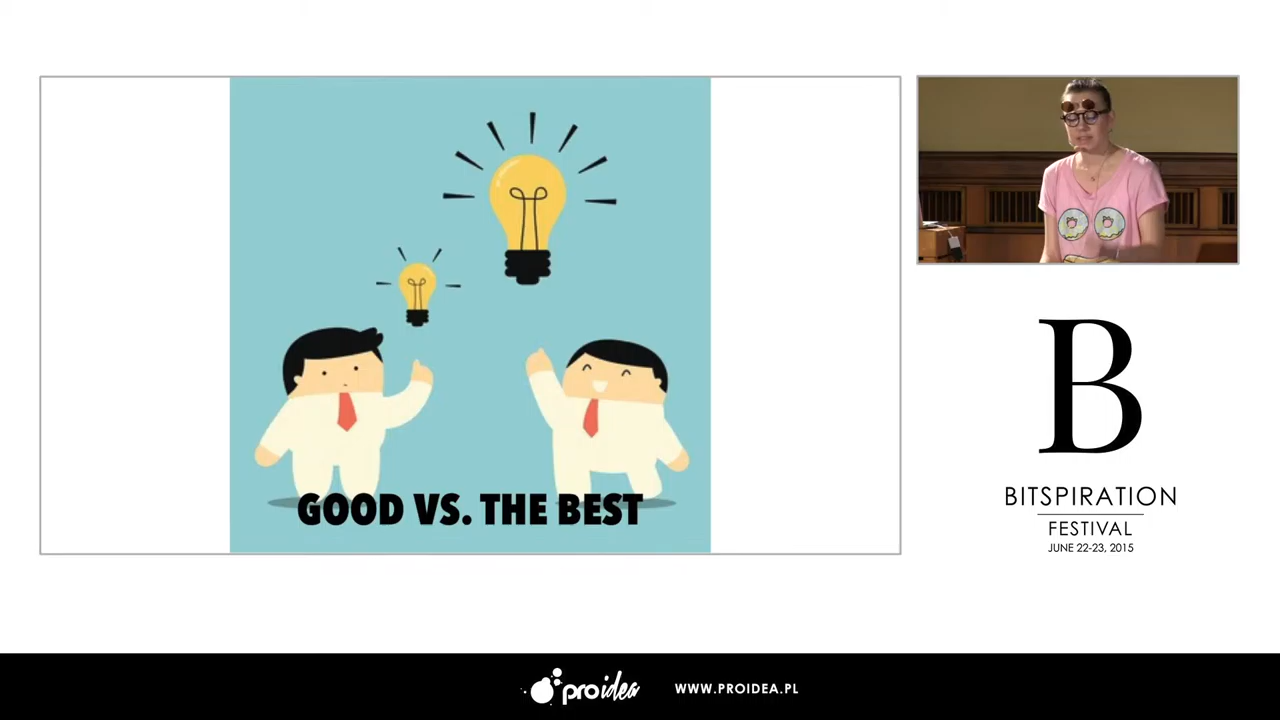 GOOD VS. THE BEST
B
BITSPIRATION
FESTIVAL
JUNE 22-23, 2015
proidea
WWW.PROIDEA.PL